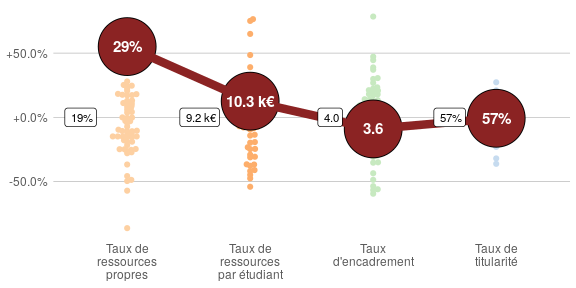 +50.0%
+0.0%
-50.0%
29%
10.3 k€
3.6
57%
19%
9.2 k€
4.0
57%
Taux de
ressources
propres
Taux de
ressources
par étudiant
Taux
d'encadrement
Taux de
titularité